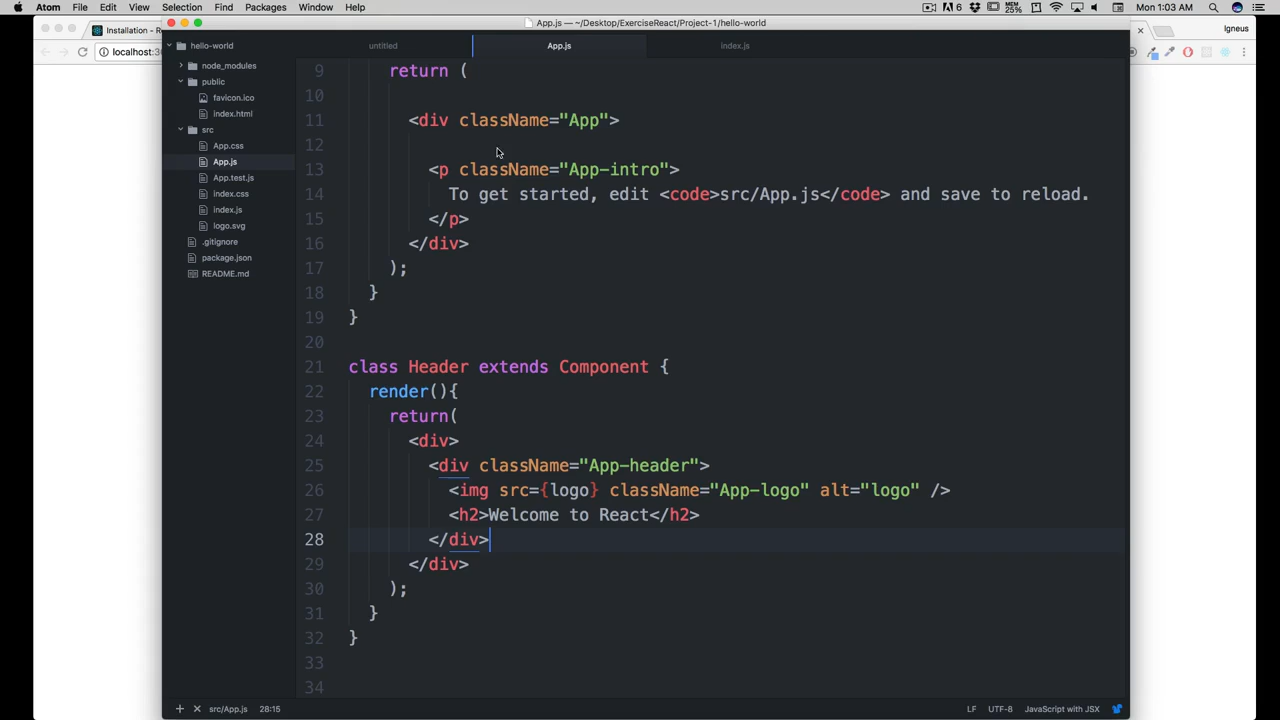 Atom File Edit View Selection Find Packages Window Help
6 MEM 25% Mon 1:03 AM
App.js — ~/Desktop/ExerciseReact/Project-1/hello-world
Installation - Re
Igneus
localhost:30
hello-world
node_modules
public
favicon.ico
index.html
src
App.css
App.js
App.test.js
index.css
index.js
logo.svg
.gitignore
package.json
README.md
untitled App.js index.js
9 return (
10
11 <div className="App">
12
13 <p className="App-intro">
14 To get started, edit <code>src/App.js</code> and save to reload.
15 </p>
16 </div>
17 );
18 }
19 }
20
21 class Header extends Component {
22 render(){
23 return(
24 <div>
25 <div className="App-header">
26 <img src={logo} className="App-logo" alt="logo" />
27 <h2>Welcome to React</h2>
28 </div>
29 </div>
30 );
31 }
32 }
33
34
+ × src/App.js 28:15 LF UTF-8 JavaScript with JSX